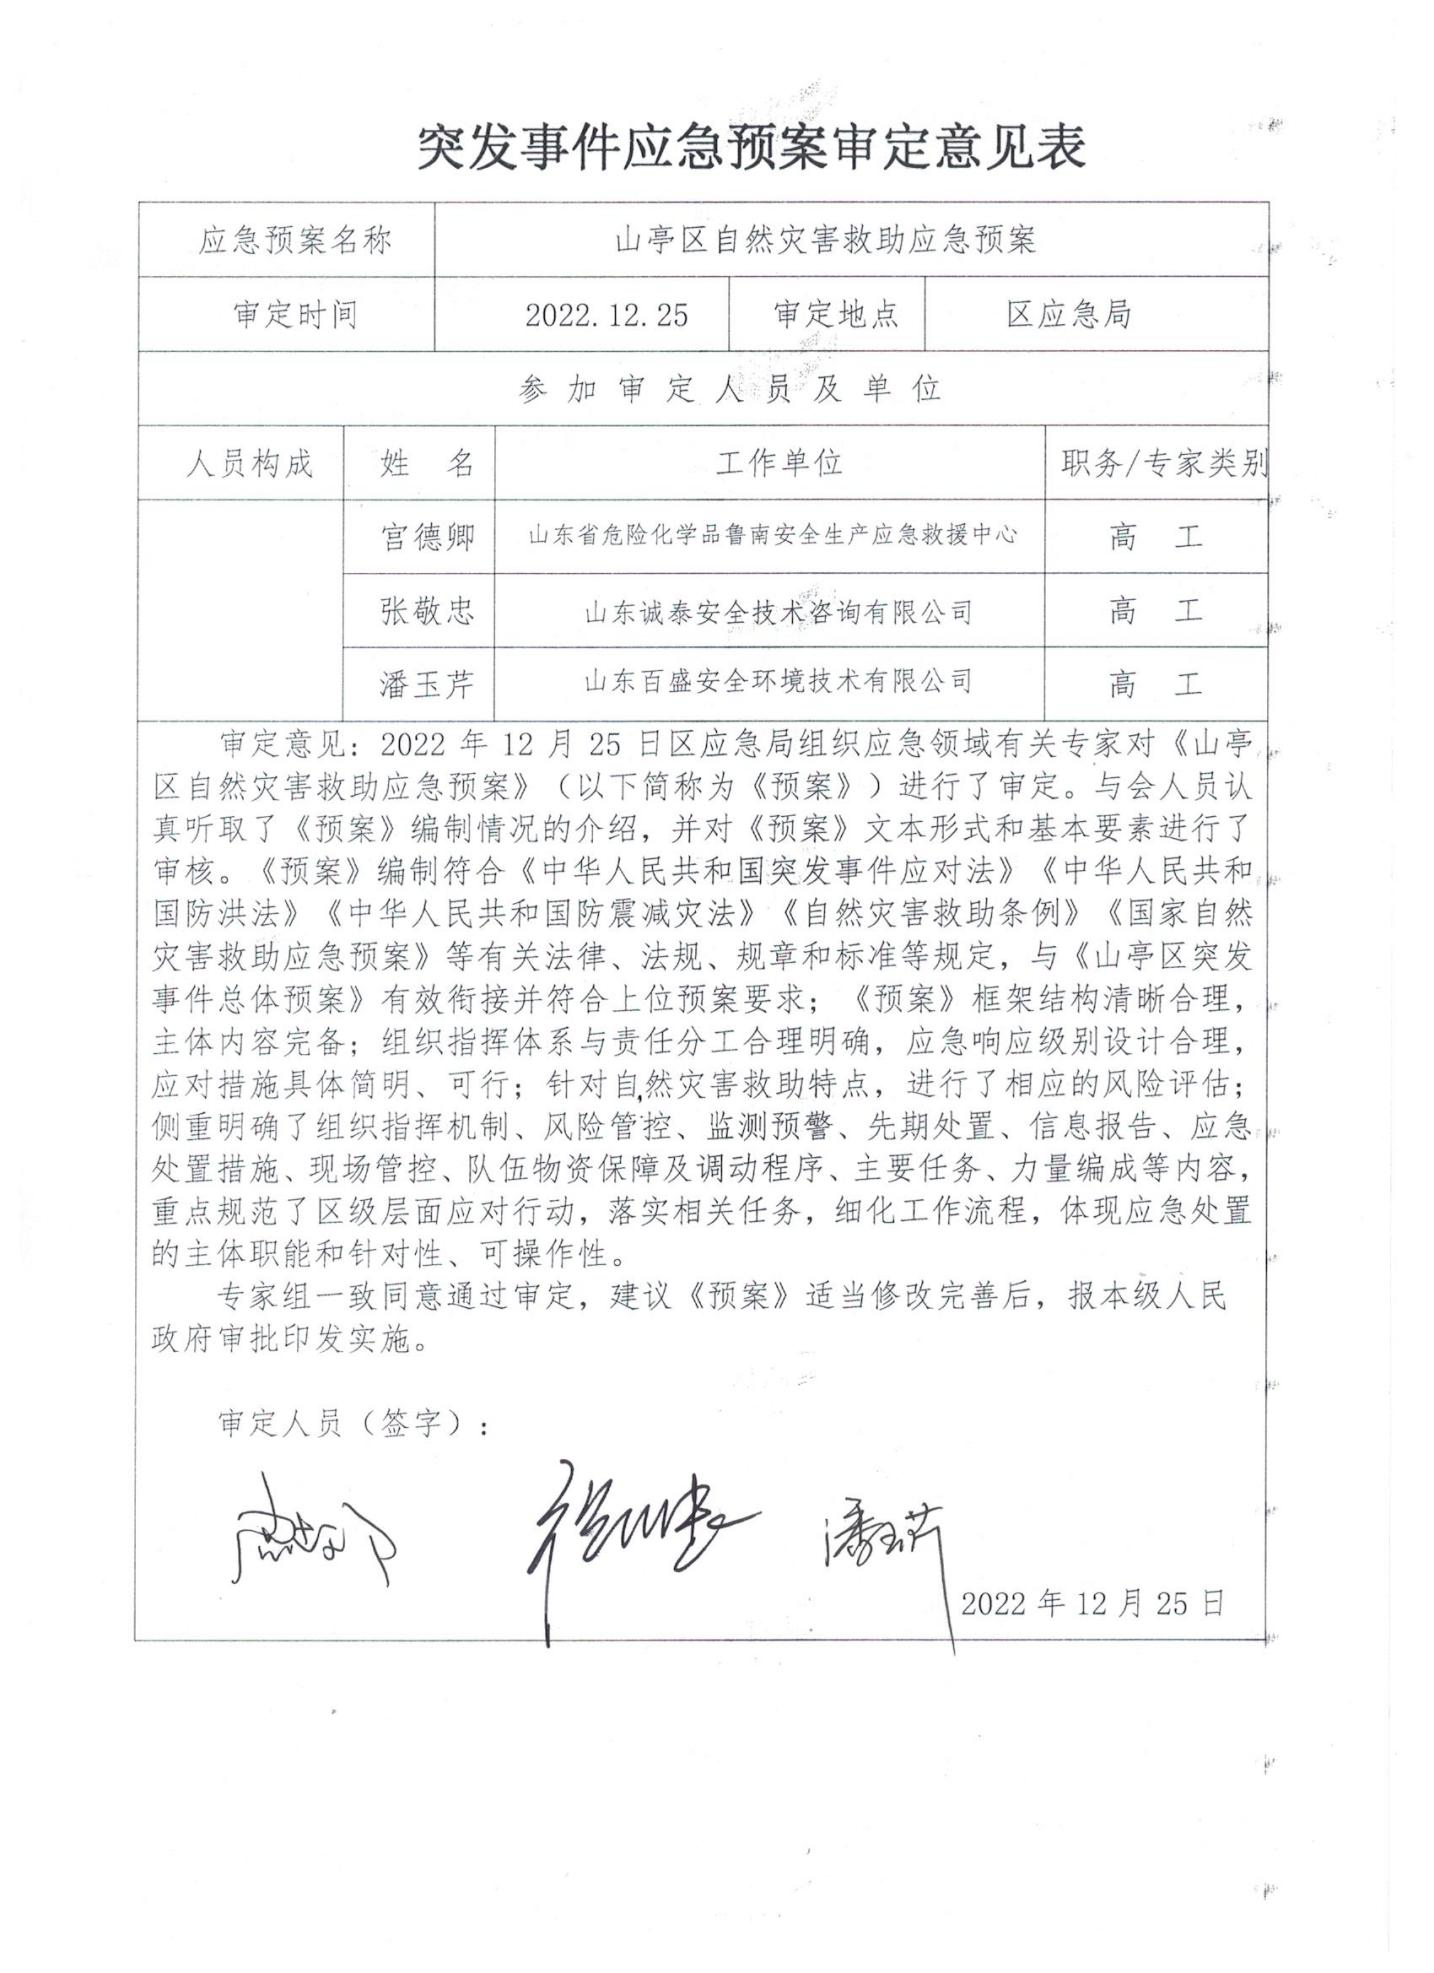 突发事件应急预案审定意见表
应急预案名称 山亭区自然灾害救助应急预案
审定时间 2022.12.25 审定地点 区应急局
参加审定人员及单位
人员构成 姓 名 工作单位 职务/专家类别
宫德卿 山东省危险化学品鲁南安全生产应急救援中心 高 工
张敬忠 山东诚泰安全技术咨询有限公司 高 工
潘玉芹 山东百盛安全环境技术有限公司 高 工
审定意见：2022 年 12 月 25 日区应急局组织应急领域有关专家对《山亭
区自然灾害救助应急预案》（以下简称为《预案》）进行了审定。与会人员认
真听取了《预案》编制情况的介绍，并对《预案》文本形式和基本要素进行了
审核。《预案》编制符合《中华人民共和国突发事件应对法》《中华人民共和
国防洪法》《中华人民共和国防震减灾法》《自然灾害救助条例》《国家自然
灾害救助应急预案》等有关法律、法规、规章和标准等规定，与《山亭区突发
事件总体预案》有效衔接并符合上位预案要求；《预案》框架结构清晰合理，
主体内容完备；组织指挥体系与责任分工合理明确，应急响应级别设计合理，
应对措施具体简明、可行；针对自然灾害救助特点，进行了相应的风险评估；
侧重明确了组织指挥机制、风险管控、监测预警、先期处置、信息报告、应急
处置措施、现场管控、队伍物资保障及调动程序、主要任务、力量编成等内容，
重点规范了区级层面应对行动，落实相关任务，细化工作流程，体现应急处置
的主体职能和针对性、可操作性。
专家组一致同意通过审定，建议《预案》适当修改完善后，报本级人民
政府审批印发实施。
审定人员（签字）：
潘玉芹
2022 年 12 月 25 日